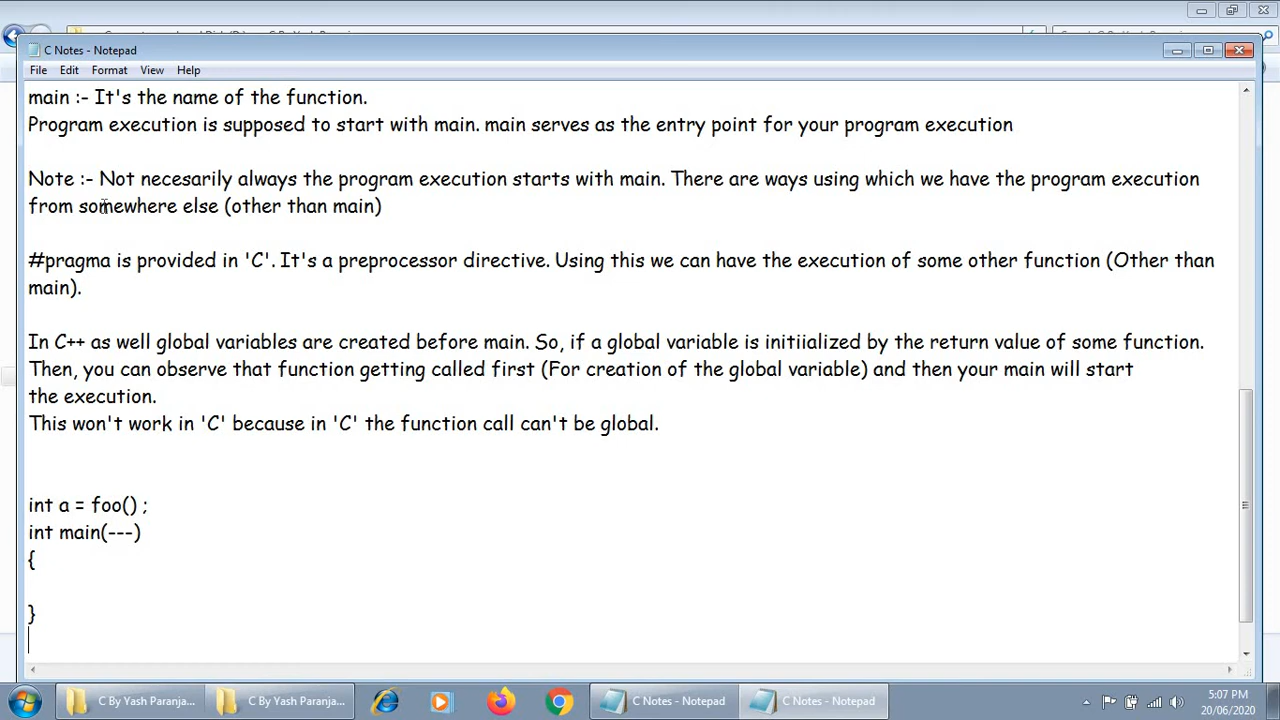 C Notes - Notepad
File Edit Format View Help
main :- It's the name of the function.
Program execution is supposed to start with main. main serves as the entry point for your program execution
Note :- Not necesarily always the program execution starts with main. There are ways using which we have the program execution
from somewhere else (other than main)
#pragma is provided in 'C'. It's a preprocessor directive. Using this we can have the execution of some other function (Other than
main).
In C++ as well global variables are created before main. So, if a global variable is initiialized by the return value of some function.
Then, you can observe that function getting called first (For creation of the global variable) and then your main will start
the execution.
This won't work in 'C' because in 'C' the function call can't be global.
int a = foo() ;
int main(---)
{
}
C By Yash Paranja... C By Yash Paranja... C Notes - Notepad C Notes - Notepad 5:07 PM
20/06/2020